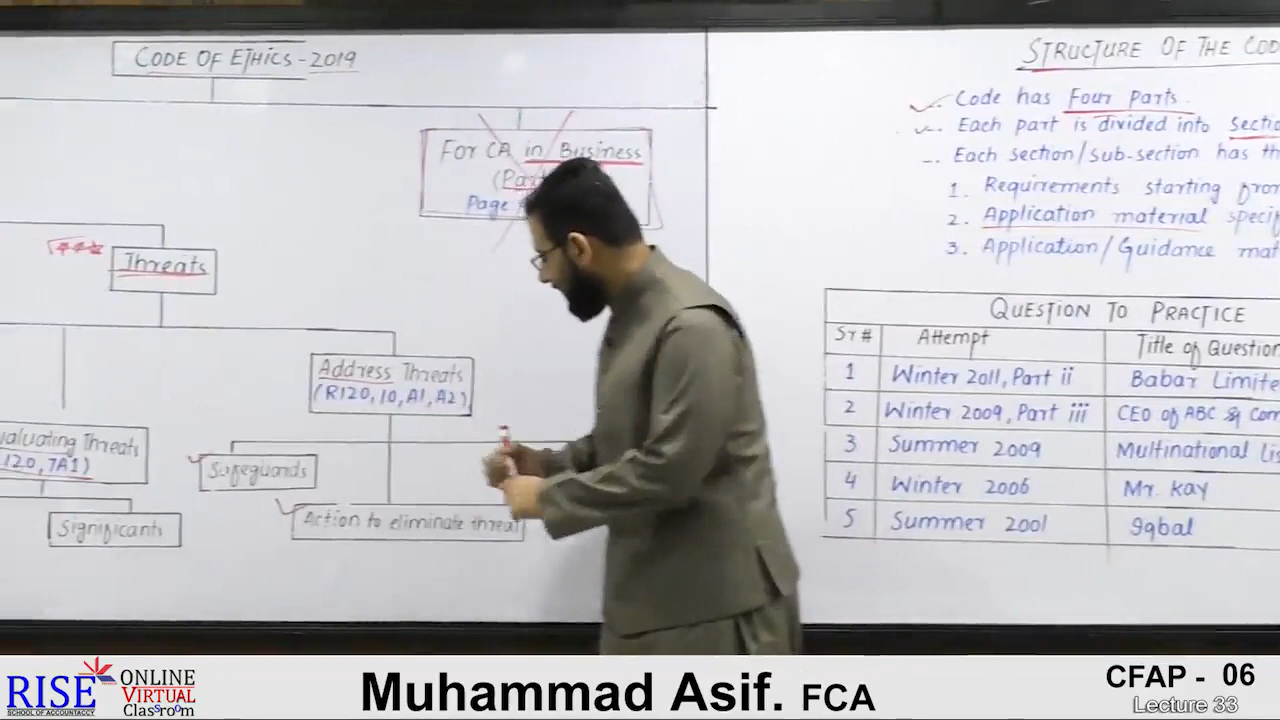 CODE OF ETHICS - 2019
For CA in Business
Page
Threats
Address Threats
(R120, 10, A1, A2)
valuating Threats
120, 7A1)
Safeguards
Significants
Action to eliminate threat
STRUCTURE OF THE COD
Code has Four Parts.
Each part is divided into Secti
Each section/sub-section has th
1. Requirements starting from
2. Application material specif
3. Application/Guidance mat
QUESTION TO PRACTICE
Sr # Attempt Title of Question
1 Winter 2011, Part ii Babar Limite
2 Winter 2009, Part iii CEO of ABC & Com
3 Summer 2009 Multinational Lis
4 Winter 2006 Mr. Kay
5 Summer 2001 Iqbal
RISE
SCHOOL OF ACCOUNTANCY
ONLINE
VIRTUAL
Classroom
Muhammad Asif. FCA
CFAP - 06
Lecture 33